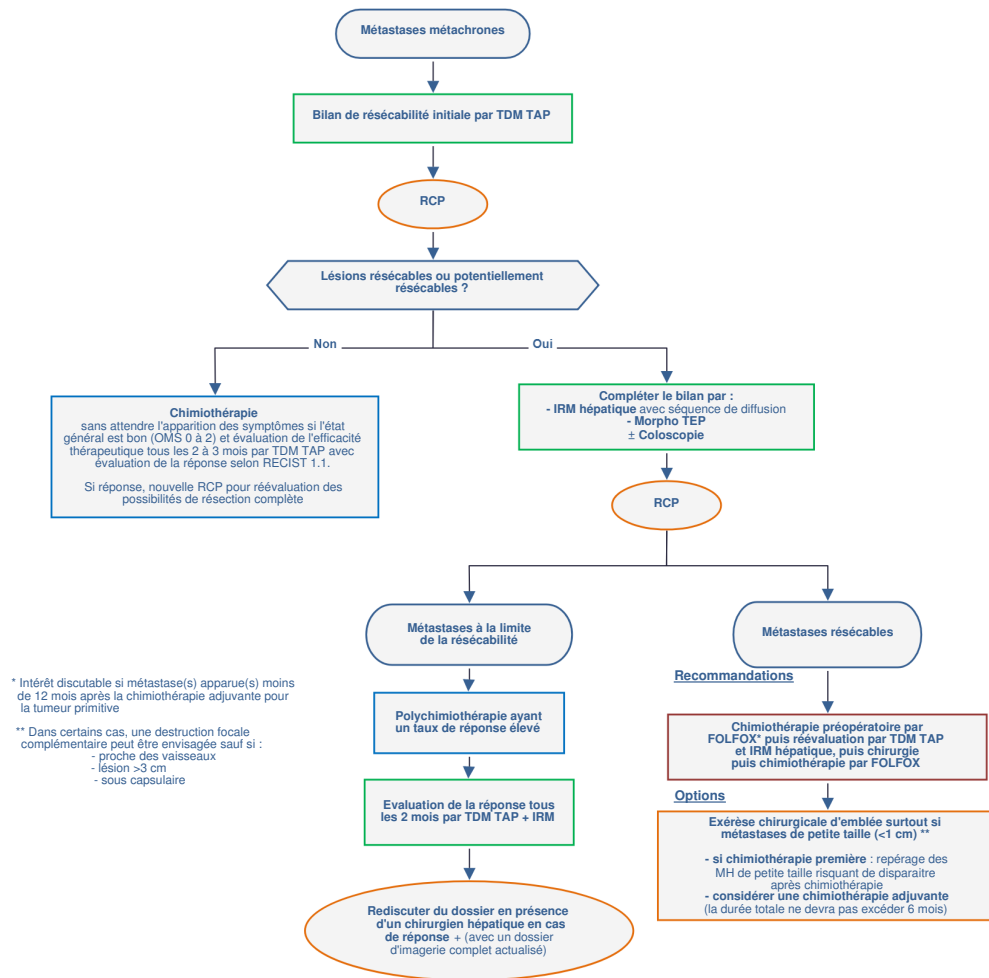 Métastases métachrones
Bilan de résécabilité initiale par TDM TAP
RCP
Lésions résécables ou potentiellement
résécables ?
Non
Oui
Chimiothérapie
sans attendre l'apparition des symptômes si l'état
général est bon (OMS 0 à 2) et évaluation de l'efficacité
thérapeutique tous les 2 à 3 mois par TDM TAP avec
évaluation de la réponse selon RECIST 1.1.
Si réponse, nouvelle RCP pour réévaluation des
possibilités de résection complète
Compléter le bilan par :
- IRM hépatique avec séquence de diffusion
- Morpho TEP
± Coloscopie
RCP
Métastases à la limite
de la résécabilité
Métastases résécables
Recommandations
* Intérêt discutable si métastase(s) apparue(s) moins
de 12 mois après la chimiothérapie adjuvante pour
la tumeur primitive
** Dans certains cas, une destruction focale
complémentaire peut être envisagée sauf si :
- proche des vaisseaux
- lésion >3 cm
- sous capsulaire
Polychimiothérapie ayant
un taux de réponse élevé
Chimiothérapie préopératoire par
FOLFOX* puis réévaluation par TDM TAP
et IRM hépatique, puis chirurgie
puis chimiothérapie par FOLFOX
Evaluation de la réponse tous
les 2 mois par TDM TAP + IRM
Options
Exérèse chirurgicale d'emblée surtout si
métastases de petite taille (<1 cm) **
- si chimiothérapie première : repérage des
MH de petite taille risquant de disparaitre
après chimiothérapie
- considérer une chimiothérapie adjuvante
(la durée totale ne devra pas excéder 6 mois)
Rediscuter du dossier en présence
d'un chirurgien hépatique en cas
de réponse + (avec un dossier
d'imagerie complet actualisé)